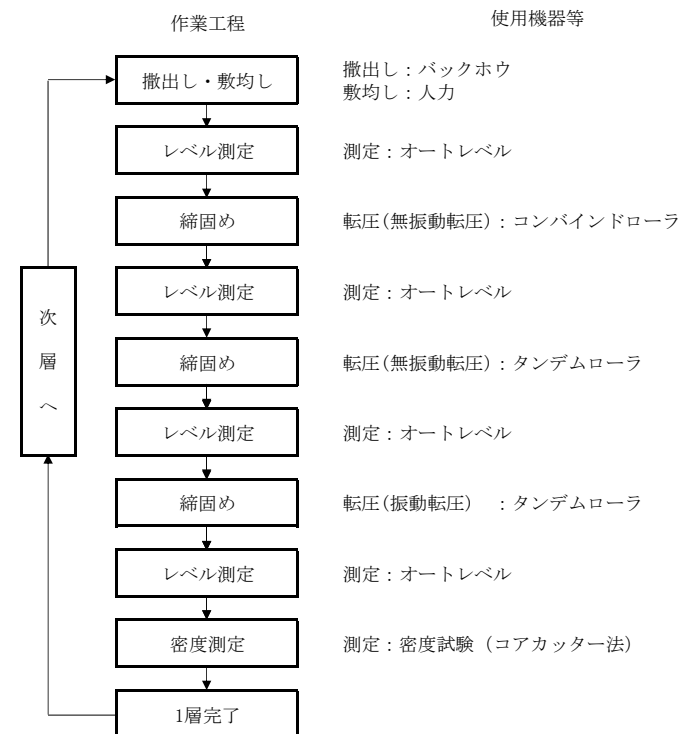 作業工程
使用機器等
撒出し・敷均し
撒出し：バックホウ
敷均し：人力
レベル測定
測定：オートレベル
締固め
転圧(無振動転圧)：コンバインドローラ
レベル測定
測定：オートレベル
締固め
転圧(無振動転圧)：タンデムローラ
レベル測定
測定：オートレベル
締固め
転圧(振動転圧)　：タンデムローラ
レベル測定
測定：オートレベル
密度測定
測定：密度試験（コアカッター法）
1層完了
次層へ